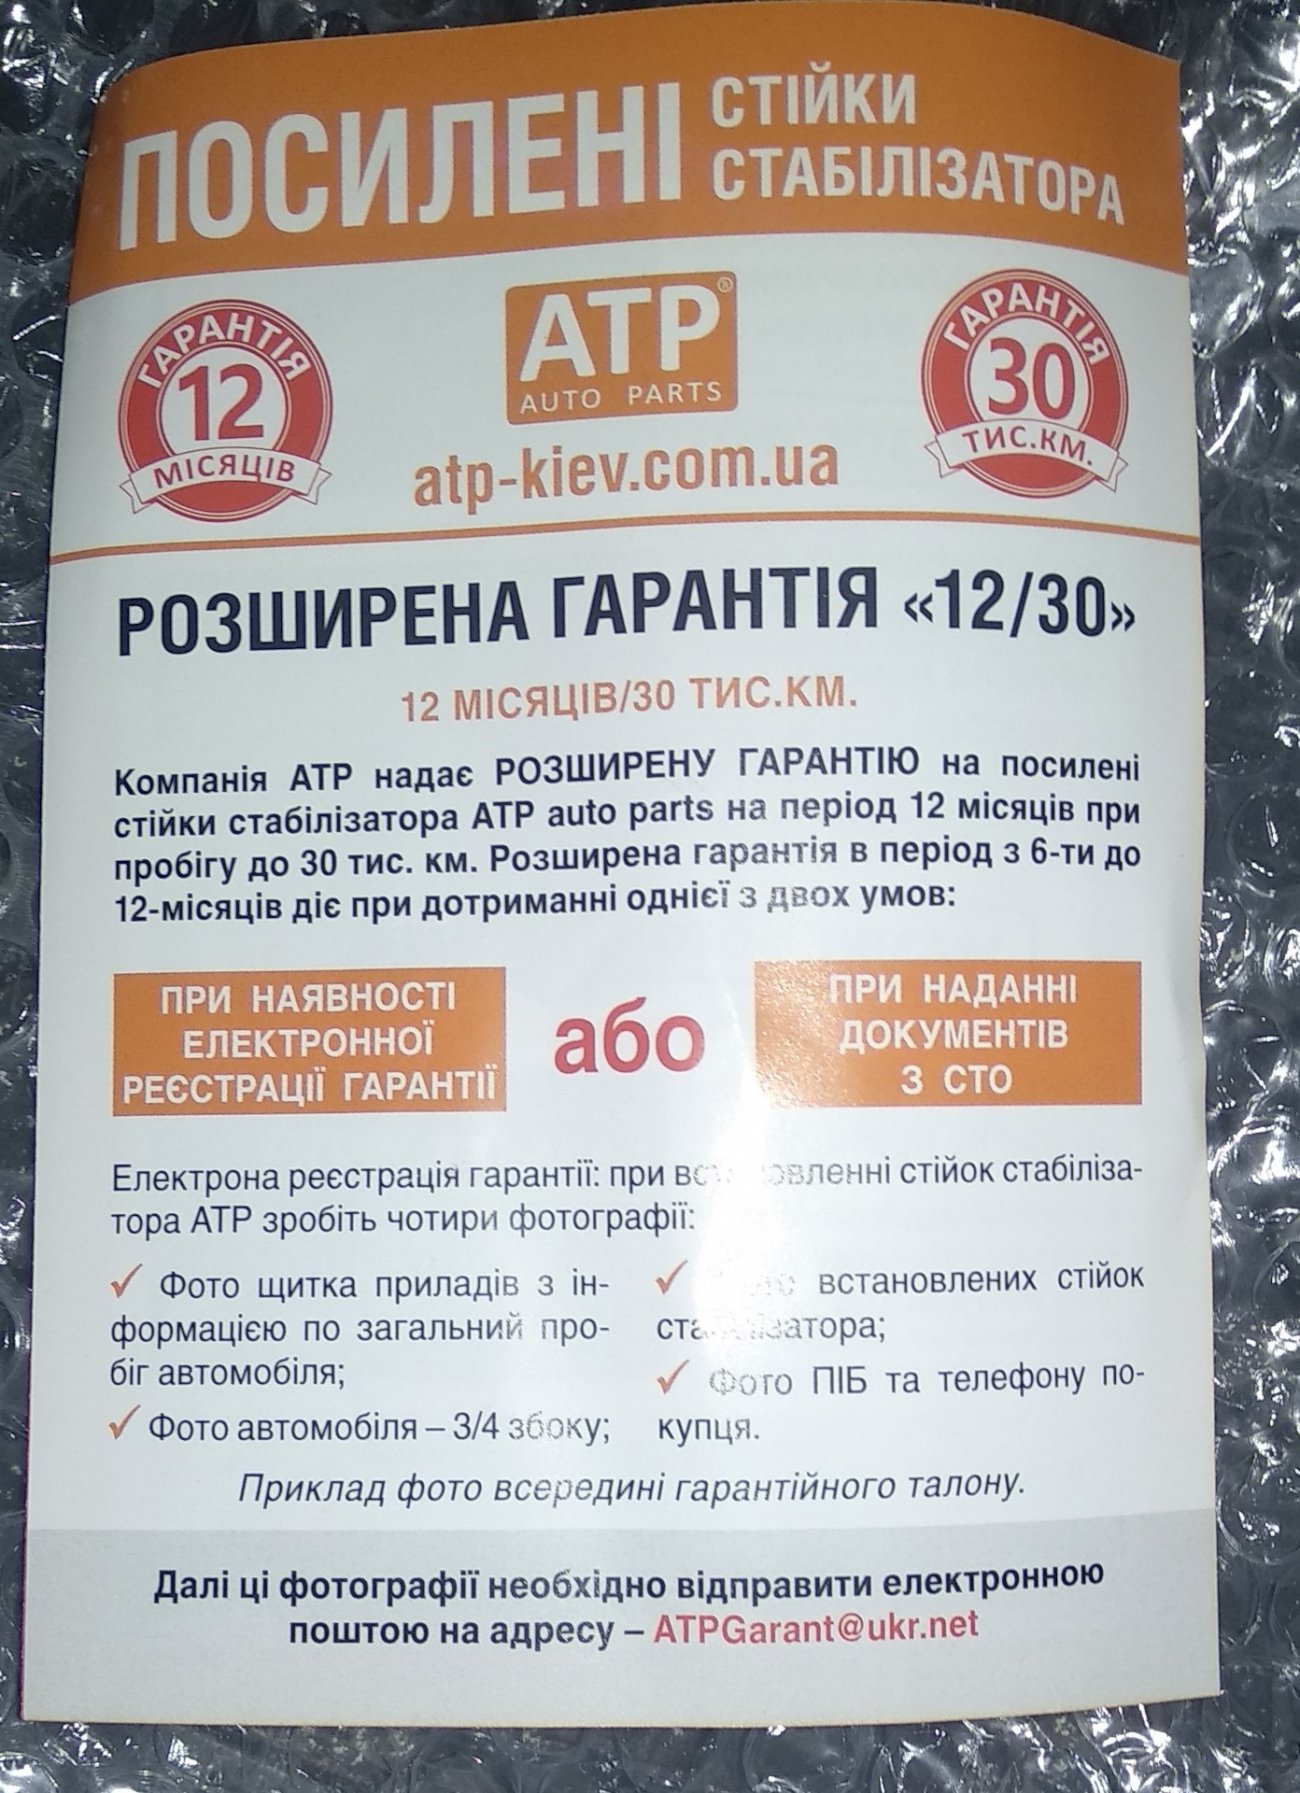 ПОСИЛЕНІ СТІЙКИ
СТАБІЛІЗАТОРА
ГАРАНТІЯ
12
МІСЯЦІВ
АТР®
AUTO PARTS
atp-kiev.com.ua
ГАРАНТІЯ
30
ТИС.КМ.
РОЗШИРЕНА ГАРАНТІЯ «12/30»
12 МІСЯЦІВ/30 ТИС.КМ.
Компанія АТР надає РОЗШИРЕНУ ГАРАНТІЮ на посилені
стійки стабілізатора АТР auto parts на період 12 місяців при
пробігу до 30 тис. км. Розширена гарантія в період з 6-ти до
12-місяців діє при дотриманні однієї з двох умов:
ПРИ НАЯВНОСТІ
ЕЛЕКТРОННОЇ
РЕЄСТРАЦІЇ ГАРАНТІЇ
або
ПРИ НАДАННІ
ДОКУМЕНТІВ
З СТО
Електрона реєстрація гарантії: при стійок стабіліза-
тора АТР зробіть чотири фотографії:
✓ Фото щитка приладів з ін-
формацією по загальний про-
біг автомобіля;
✓ Фото автомобіля – 3/4 збоку;
✓ встановлених стійок
✓ Фото ПІБ та телефону по-
купця.
Приклад фото всередині гарантійного талону.
Далі ці фотографії необхідно відправити електронною
поштою на адресу – ATPGarant@ukr.net